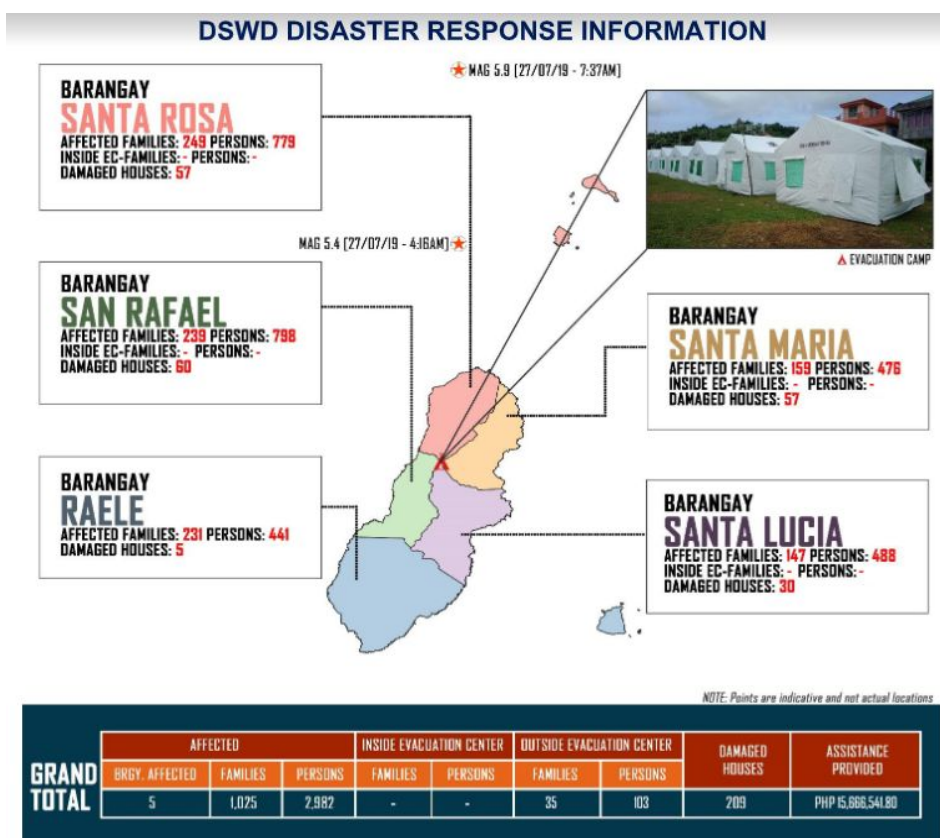 DSWD DISASTER RESPONSE INFORMATION
MAG 5.9 [27/07/19 - 7:37AM]
BARANGAY
SANTA ROSA
AFFECTED FAMILIES: 249 PERSONS: 779
INSIDE EC-FAMILIES: - PERSONS: -
DAMAGED HOUSES: 57
EVACUATION CAMP
MAG 5.4 [27/07/19 - 4:16AM]
BARANGAY
SAN RAFAEL
AFFECTED FAMILIES: 239 PERSONS: 798
INSIDE EC-FAMILIES: - PERSONS: -
DAMAGED HOUSES: 60
BARANGAY
SANTA MARIA
AFFECTED FAMILIES: 159 PERSONS: 476
INSIDE EC-FAMILIES: - PERSONS: -
DAMAGED HOUSES: 57
BARANGAY
RAELE
AFFECTED FAMILIES: 231 PERSONS: 441
DAMAGED HOUSES: 5
BARANGAY
SANTA LUCIA
AFFECTED FAMILIES: 147 PERSONS: 488
INSIDE EC-FAMILIES: - PERSONS: -
DAMAGED HOUSES: 30
NOTE: Points are indicative and not actual locations
GRAND TOTAL
AFFECTED INSIDE EVACUATION CENTER OUTSIDE EVACUATION CENTER DAMAGED HOUSES ASSISTANCE PROVIDED
BRGY. AFFECTED FAMILIES PERSONS FAMILIES PERSONS FAMILIES PERSONS
5 1,025 2,982 - - 35 103 209 PHP 15,666,541.80